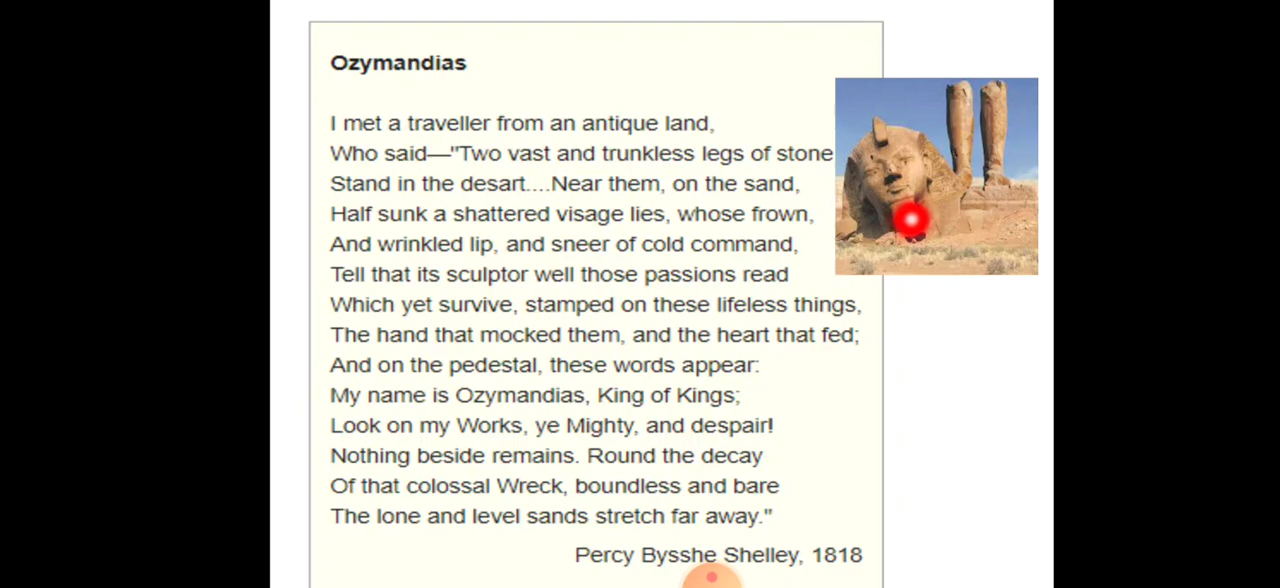 Ozymandias
I met a traveller from an antique land,
Who said—"Two vast and trunkless legs of stone
Stand in the desart....Near them, on the sand,
Half sunk a shattered visage lies, whose frown,
And wrinkled lip, and sneer of cold command,
Tell that its sculptor well those passions read
Which yet survive, stamped on these lifeless things,
The hand that mocked them, and the heart that fed;
And on the pedestal, these words appear:
My name is Ozymandias, King of Kings;
Look on my Works, ye Mighty, and despair!
Nothing beside remains. Round the decay
Of that colossal Wreck, boundless and bare
The lone and level sands stretch far away."
Percy Bysshe Shelley, 1818